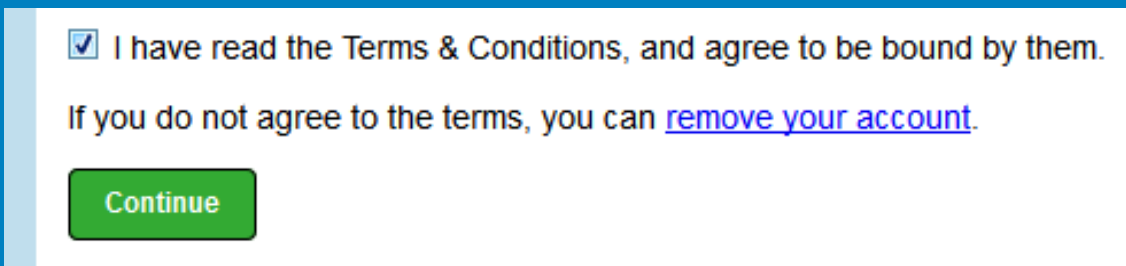 I have read the Terms & Conditions, and agree to be bound by them.
If you do not agree to the terms, you can remove your account.
Continue